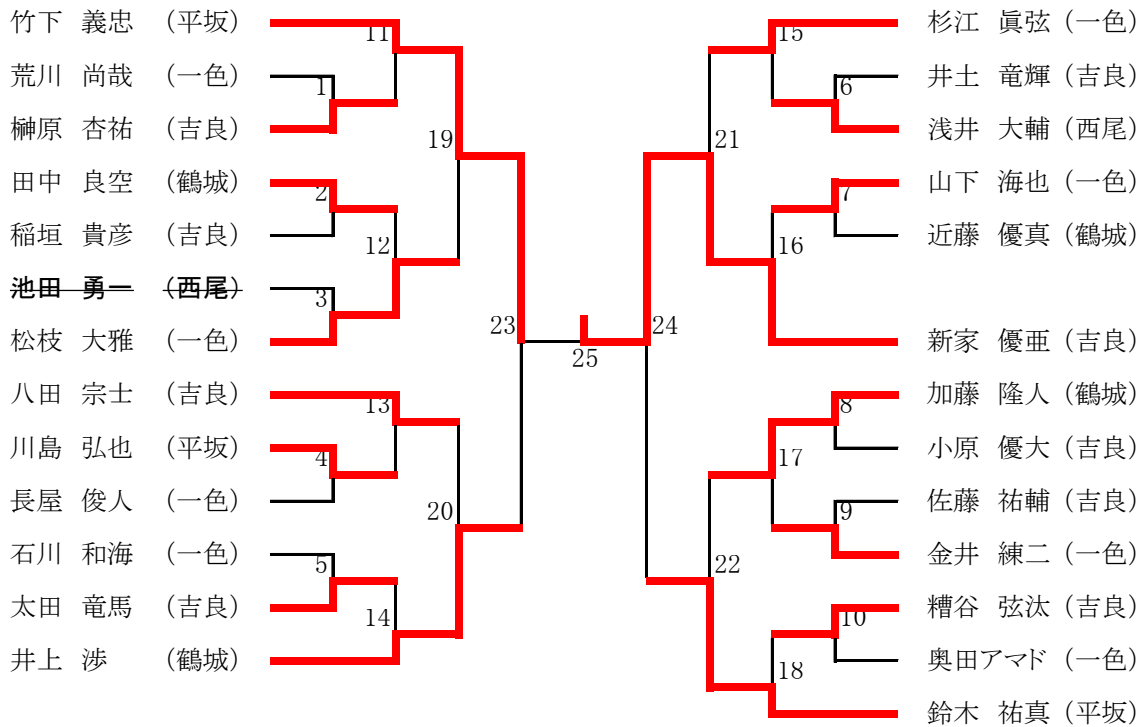 竹下 義忠 (平坂)
荒川 尚哉 (一色)
榊原 杏祐 (吉良)
田中 良空 (鶴城)
稲垣 貴彦 (吉良)
池田 勇一 (西尾)
松枝 大雅 (一色)
八田 宗士 (吉良)
川島 弘也 (平坂)
長屋 俊人 (一色)
石川 和海 (一色)
太田 竜馬 (吉良)
井上 渉 (鶴城)
11
1
2
12
3
13
4
5
14
19
20
23
25
24
21
22
15
6
7
16
8
17
9
10
18
杉江 眞弦 (一色)
井土 竜輝 (吉良)
浅井 大輔 (西尾)
山下 海也 (一色)
近藤 優真 (鶴城)
新家 優亜 (吉良)
加藤 隆人 (鶴城)
小原 優大 (吉良)
佐藤 祐輔 (吉良)
金井 練二 (一色)
糟谷 弦汰 (吉良)
奥田アマド (一色)
鈴木 祐真 (平坂)